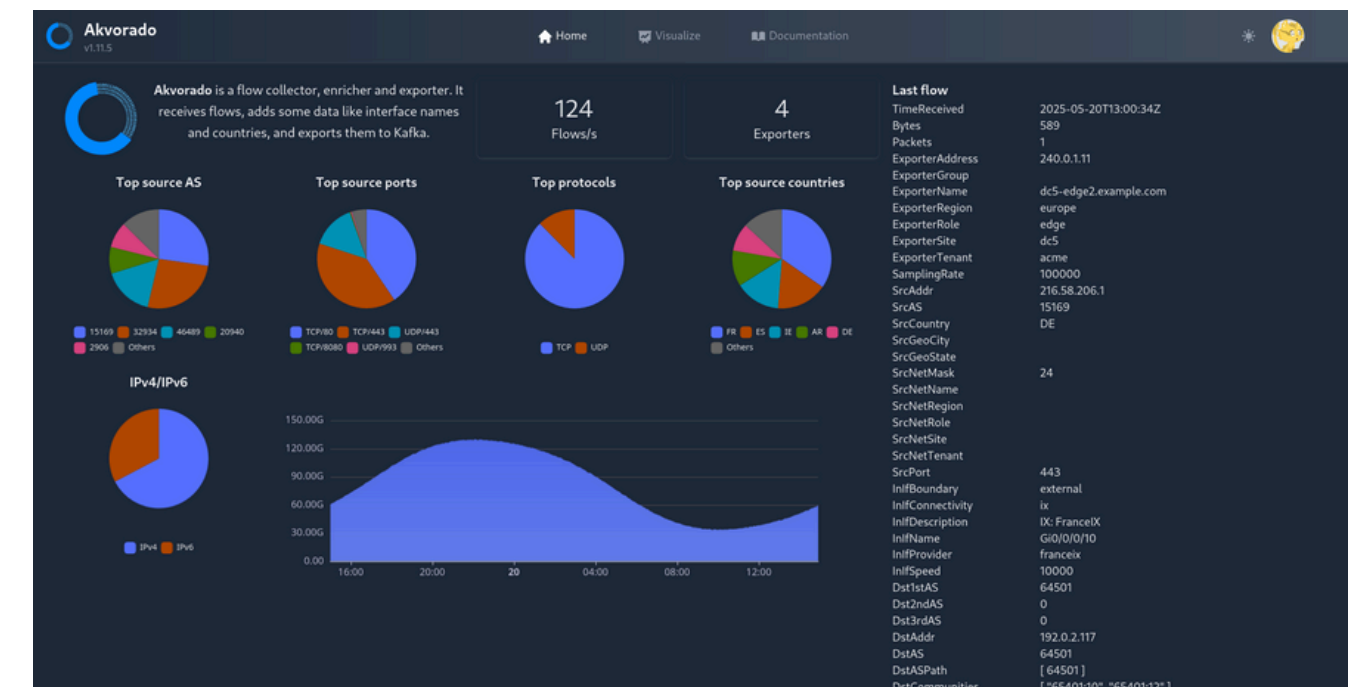 Akvorado
v1.11.5
Home
Visualize
Documentation
Akvorado is a flow collector, enricher and exporter. It
receives flows, adds some data like interface names
and countries, and exports them to Kafka.
124
Flows/s
4
Exporters
Top source AS
15169 32934 46489 20940
2906 Others
Top source ports
TCP/80 TCP/443 UDP/443
TCP/8080 UDP/993 Others
Top protocols
TCP UDP
Top source countries
FR ES IE AR DE
Others
IPv4/IPv6
IPv4 IPv6
150.00G
120.00G
90.00G
60.00G
30.00G
0.00
16:00 20:00 20 04:00 08:00 12:00
Last flow
TimeReceived 2025-05-20T13:00:34Z
Bytes 589
Packets 1
ExporterAddress 240.0.1.11
ExporterGroup
ExporterName dc5-edge2.example.com
ExporterRegion europe
ExporterRole edge
ExporterSite dc5
ExporterTenant acme
SamplingRate 100000
SrcAddr 216.58.206.1
SrcAS 15169
SrcCountry DE
SrcGeoCity
SrcGeoState
SrcNetMask 24
SrcNetName
SrcNetRegion
SrcNetRole
SrcNetSite
SrcNetTenant
SrcPort 443
InIfBoundary external
InIfConnectivity ix
InIfDescription IX: FranceIX
InIfName Gi0/0/0/10
InIfProvider franceix
InIfSpeed 10000
Dst1stAS 64501
Dst2ndAS 0
Dst3rdAS 0
DstAddr 192.0.2.117
DstAS 64501
DstASPath [ 64501 ]
DstCommunities [ "65401:10", "65401:12" ]